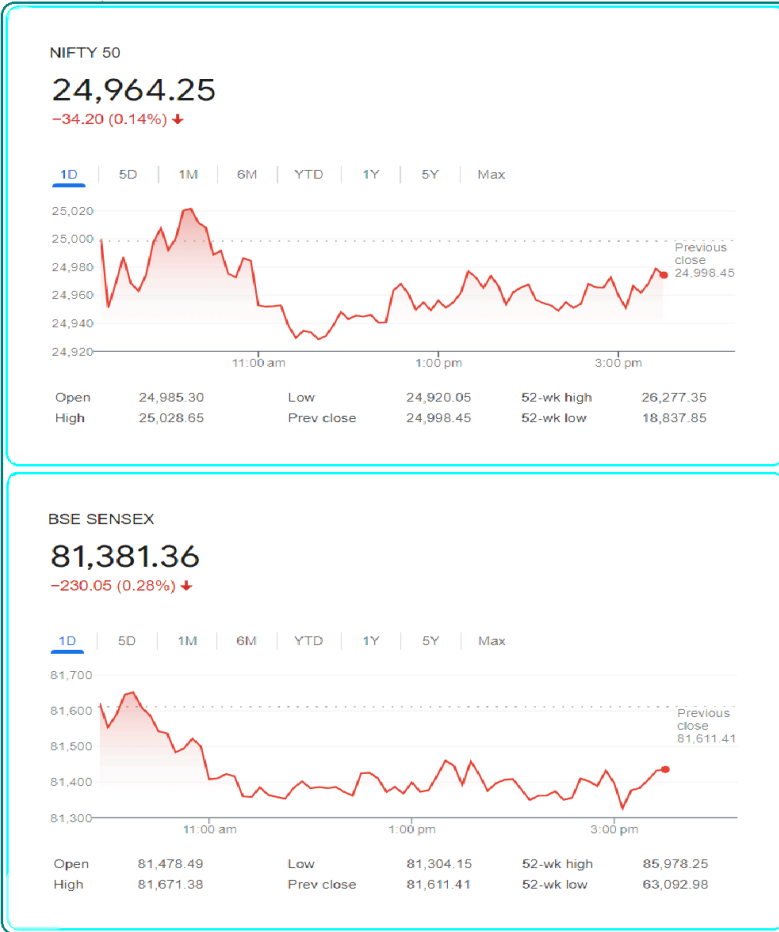 NIFTY 50
24,964.25
−34.20 (0.14%) ↓
1D 5D 1M 6M YTD 1Y 5Y Max
25,020
25,000
24,980
24,960
24,940
24,920
Previous
close
24,998.45
11:00 am 1:00 pm 3:00 pm
Open 24,985.30 Low 24,920.05 52-wk high 26,277.35
High 25,028.65 Prev close 24,998.45 52-wk low 18,837.85
BSE SENSEX
81,381.36
−230.05 (0.28%) ↓
1D 5D 1M 6M YTD 1Y 5Y Max
81,700
81,600
81,500
81,400
81,300
Previous
close
81,611.41
11:00 am 1:00 pm 3:00 pm
Open 81,478.49 Low 81,304.15 52-wk high 85,978.25
High 81,671.38 Prev close 81,611.41 52-wk low 63,092.98